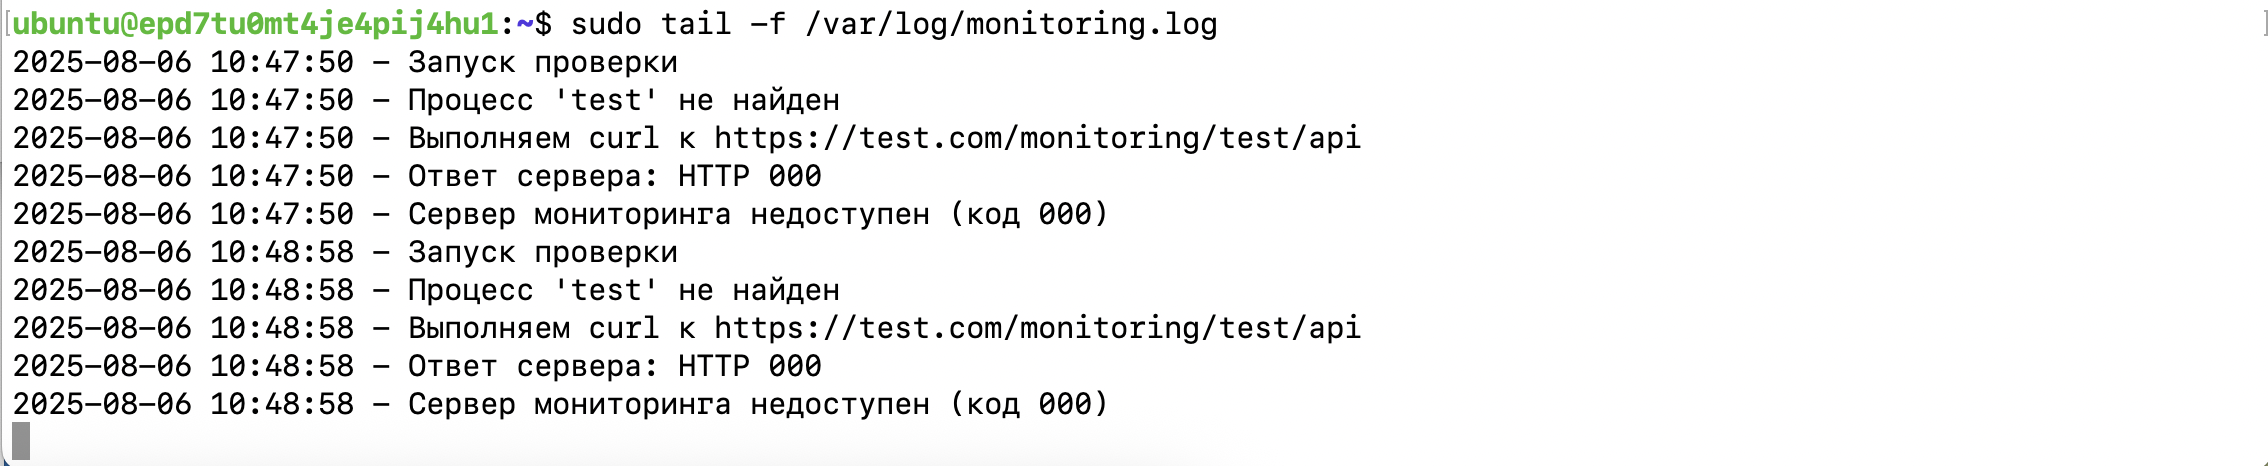 ubuntu@epd7tu0mt4je4pij4hu1:~$ sudo tail -f /var/log/monitoring.log
2025-08-06 10:47:50 - Запуск проверки
2025-08-06 10:47:50 - Процесс 'test' не найден
2025-08-06 10:47:50 - Выполняем curl к https://test.com/monitoring/test/api
2025-08-06 10:47:50 - Ответ сервера: HTTP 000
2025-08-06 10:47:50 - Сервер мониторинга недоступен (код 000)
2025-08-06 10:48:58 - Запуск проверки
2025-08-06 10:48:58 - Процесс 'test' не найден
2025-08-06 10:48:58 - Выполняем curl к https://test.com/monitoring/test/api
2025-08-06 10:48:58 - Ответ сервера: HTTP 000
2025-08-06 10:48:58 - Сервер мониторинга недоступен (код 000)